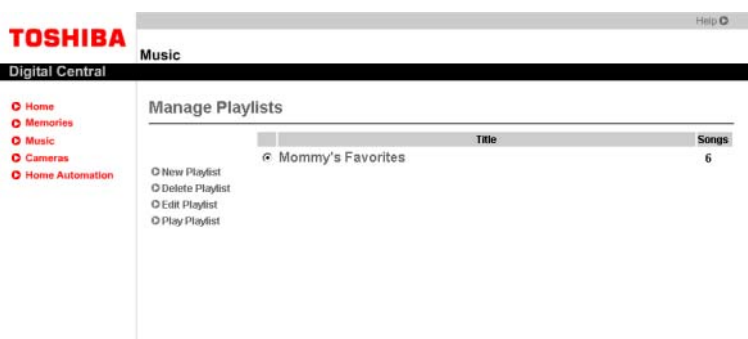 Help
TOSHIBA
Music
Digital Central
Home
Memories
Music
Cameras
Home Automation
Manage Playlists
Title Songs
Mommy's Favorites 6
New Playlist
Delete Playlist
Edit Playlist
Play Playlist